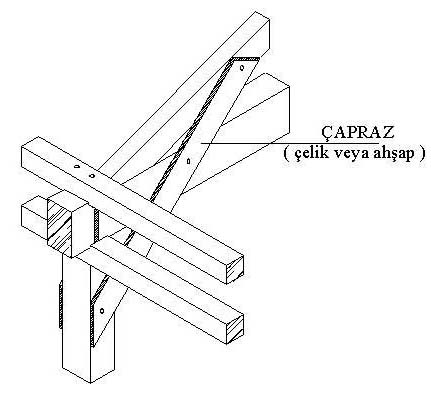 ÇAPRAZ
( çelik veya ahşap )